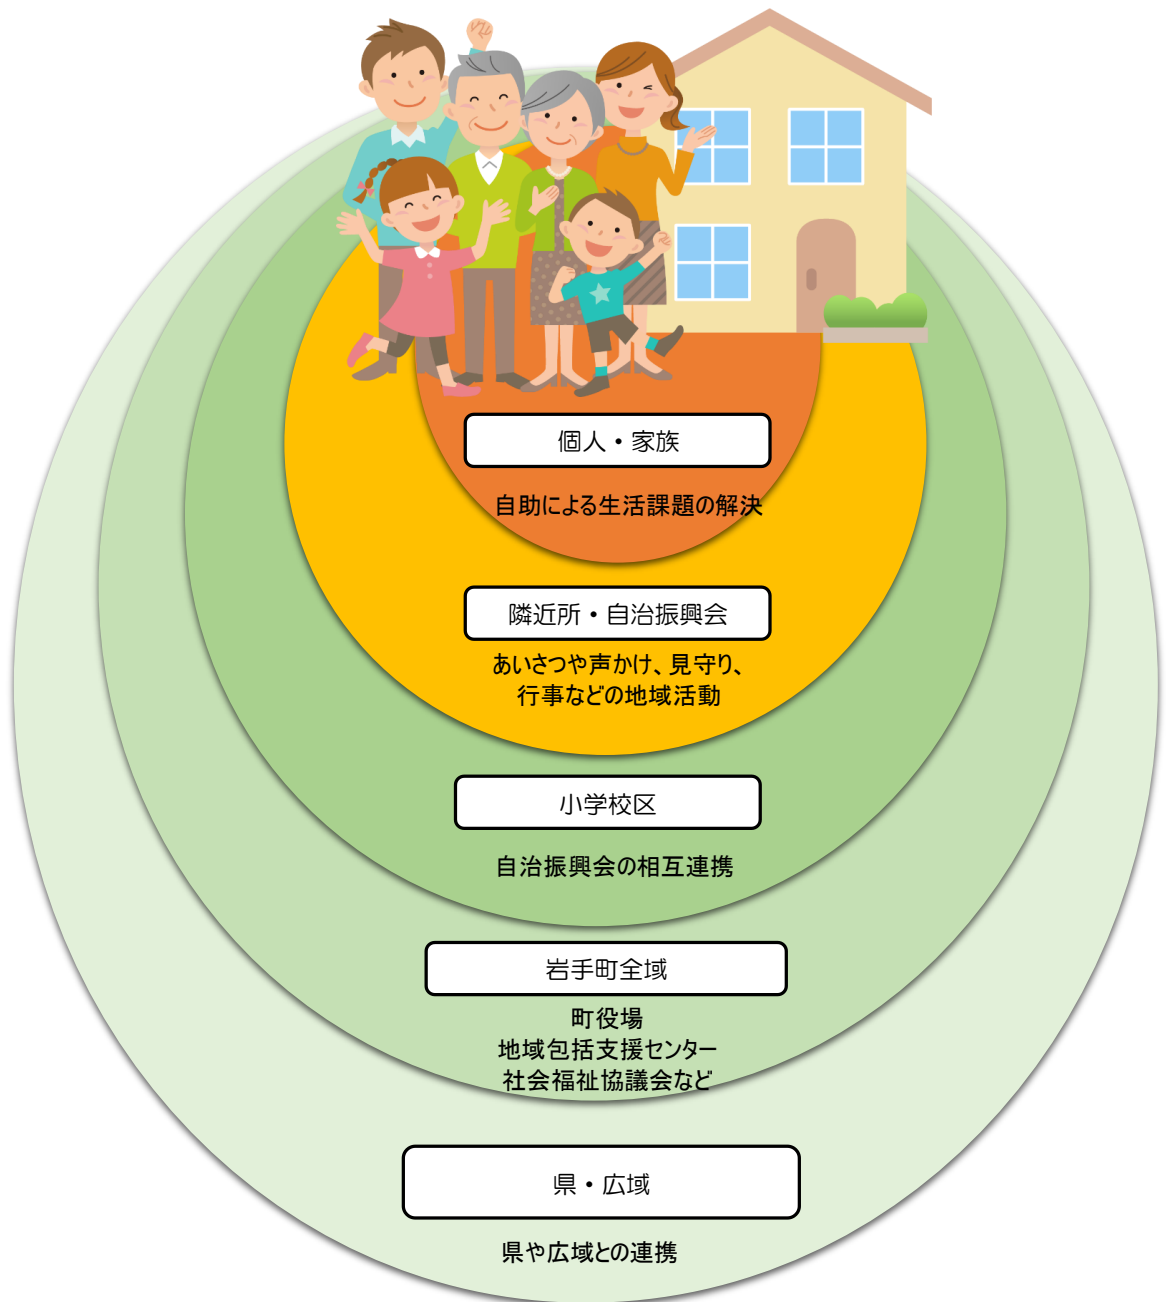 個人・家族
自助による生活課題の解決
隣近所・自治振興会
あいさつや声かけ、見守り、
行事などの地域活動
小学校区
自治振興会の相互連携
岩手町全域
町役場
地域包括支援センター
社会福祉協議会など
県・広域
県や広域との連携